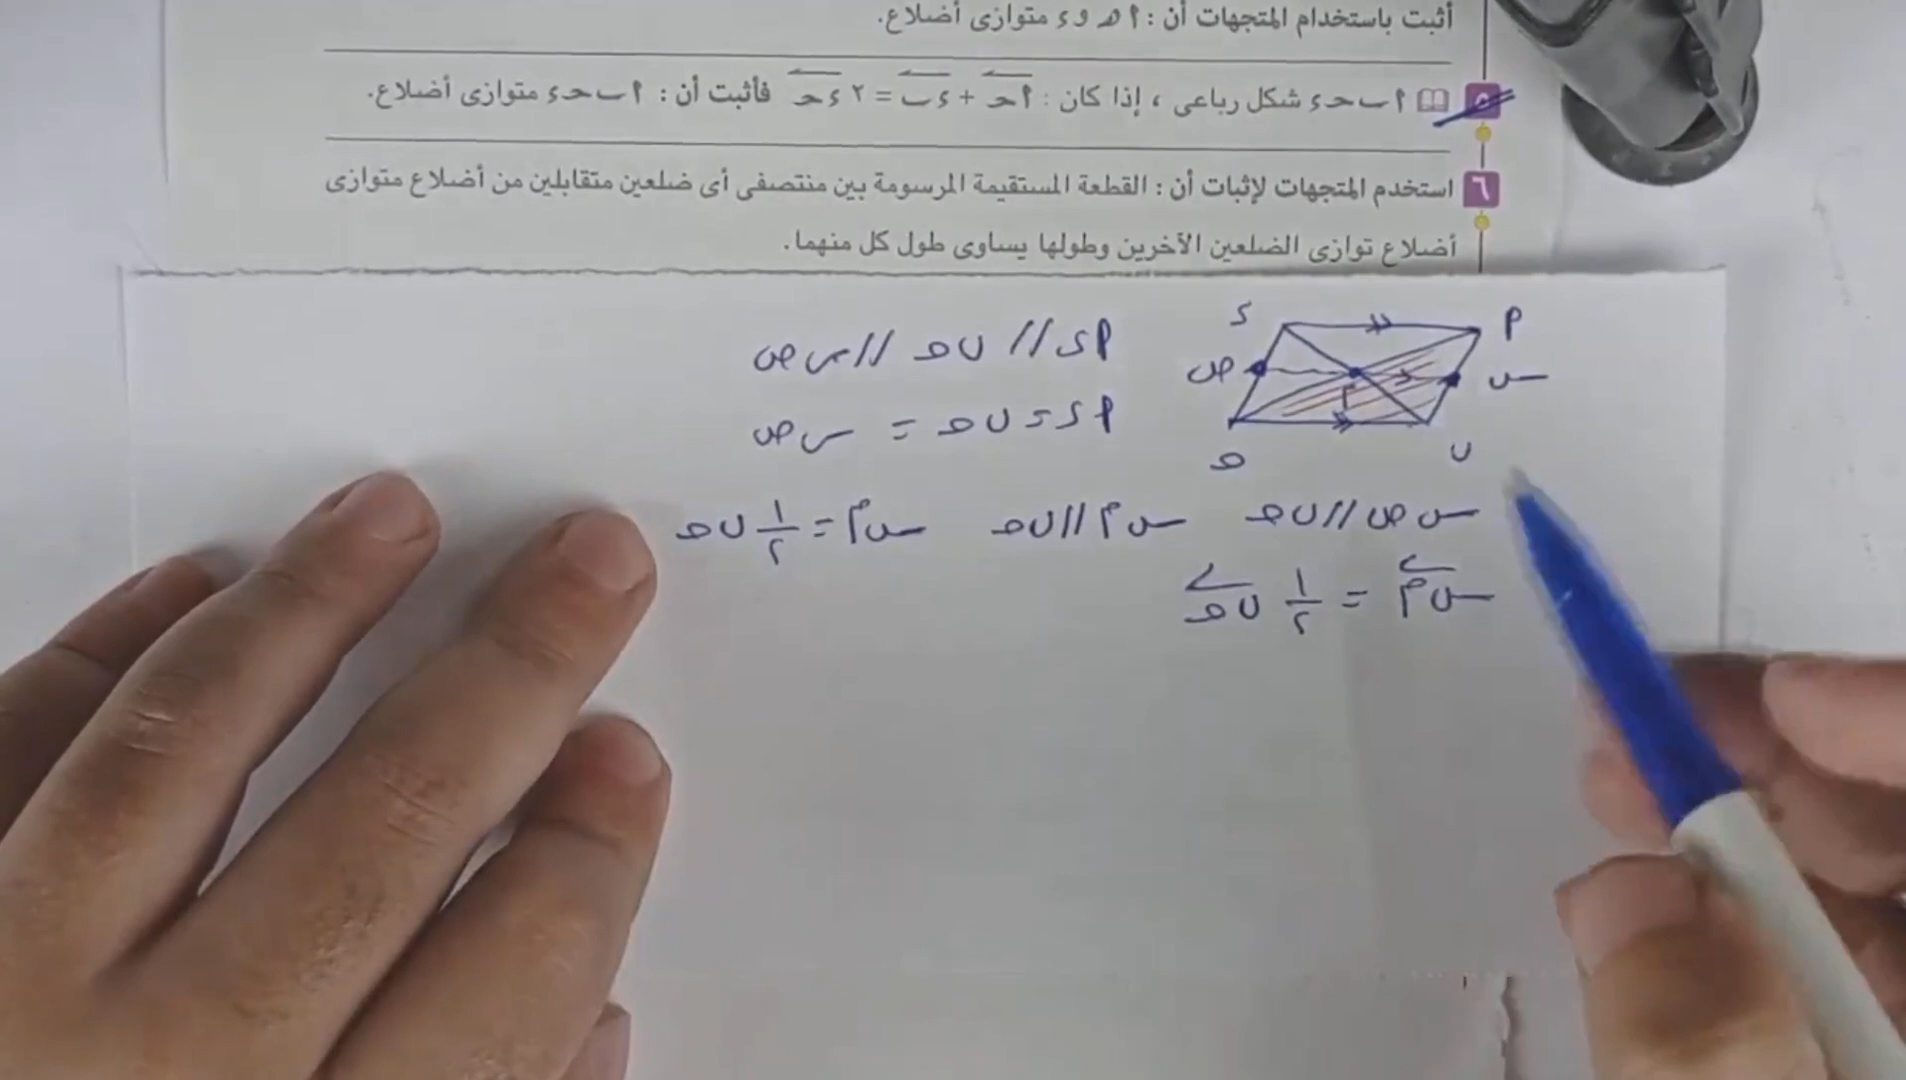 أثبت باستخدام المتجهات أن : ا هـ و ء متوازى أضلاع.
٥ ا ب حـ ء شكل رباعى ، إذا كان : ا حـ + ء ب = ٢ ء حـ فأثبت أن : ا ب حـ ء متوازى أضلاع.
٦ استخدم المتجهات لإثبات أن : القطعة المستقيمة المرسومة بين منتصفى أى ضلعين متقابلين من أضلاع متوازى
أضلاع توازى الضلعين الآخرين وطولها يساوى طول كل منهما.
ء ا
ص م س
حـ ب
ا ء // ب حـ // س ص
ا ء = ب حـ = س ص
س ص // ب حـ س م // ب حـ س م = ١/٢ ب حـ
س م = ١/٢ ب حـ